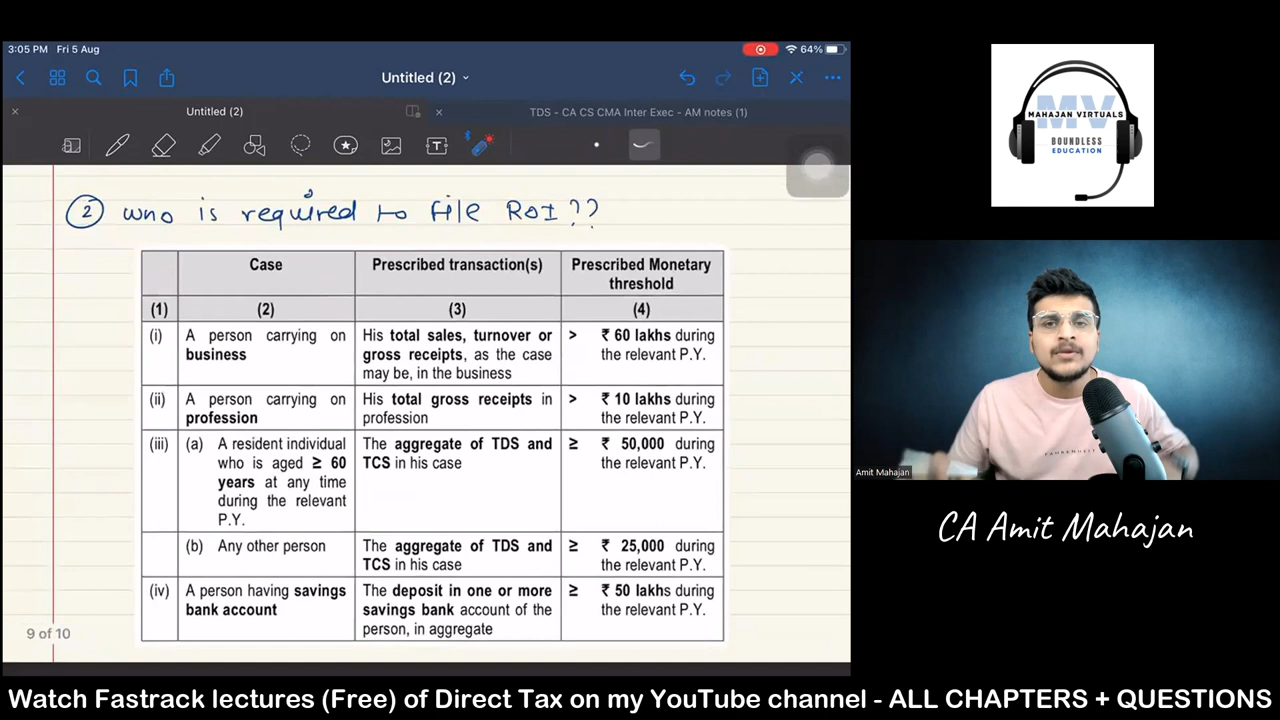 3:05 PM Fri 5 Aug
64%
Untitled (2)
Untitled (2)
TDS - CA CS CMA Inter Exec - AM notes (1)
T
② Who is required to file ROI??
Case
Prescribed transaction(s)
Prescribed Monetary
threshold
(1)
(2)
(3)
(4)
(i)
A person carrying on
business
His total sales, turnover or
gross receipts, as the case
may be, in the business
> ₹ 60 lakhs during
the relevant P.Y.
(ii)
A person carrying on
profession
His total gross receipts in
profession
> ₹ 10 lakhs during
the relevant P.Y.
(iii)
(a) A resident individual
who is aged ≥ 60
years at any time
during the relevant
P.Y.
The aggregate of TDS and
TCS in his case
≥ ₹ 50,000 during
the relevant P.Y.
(b) Any other person
The aggregate of TDS and
TCS in his case
≥ ₹ 25,000 during
the relevant P.Y.
(iv)
A person having savings
bank account
The deposit in one or more
savings bank account of the
person, in aggregate
≥ ₹ 50 lakhs during
the relevant P.Y.
9 of 10
MV
MAHAJAN VIRTUALS
BOUNDLESS
EDUCATION
FAHRENHEIT
Amit Mahajan
CA Amit Mahajan
Watch Fastrack lectures (Free) of Direct Tax on my YouTube channel - ALL CHAPTERS + QUESTIONS